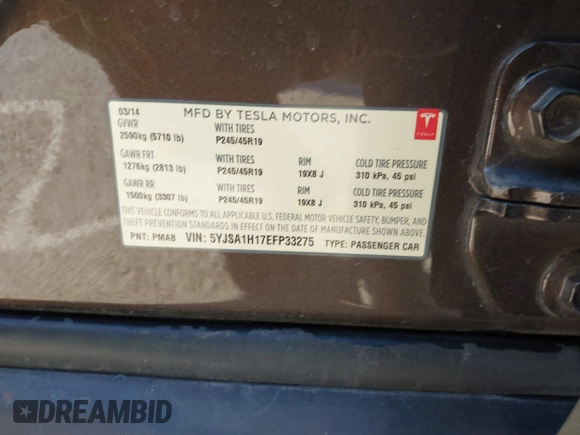 03/14 MFD BY TESLA MOTORS, INC.
GVWR WITH TIRES
2590kg (5710 lb) P245/45R19
TESLA
GAWR FRT WITH TIRES RIM COLD TIRE PRESSURE
1276kg (2813 lb) P245/45R19 19X8 J 310 kPa, 45 psi
GAWR RR WITH TIRES RIM COLD TIRE PRESSURE
1500kg (3307 lb) P245/45R19 19X8 J 310 kPa, 45 psi
THIS VEHICLE CONFORMS TO ALL APPLICABLE U.S. FEDERAL MOTOR VEHICLE SAFETY, BUMPER, AND
THEFT PREVENTION STANDARDS IN EFFECT ON THE DATE OF MANUFACTURE SHOWN ABOVE.
PNT: PMAB VIN: 5YJSA1H17EFP33275 TYPE: PASSENGER CAR
DREAMBID